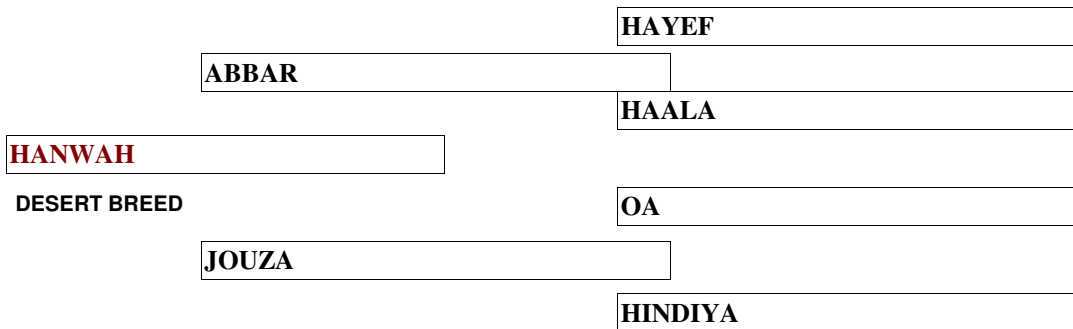 HAYEF
ABBAR
HAALA
HANWAH
DESERT BREED
OA
JOUZA
HINDIYA